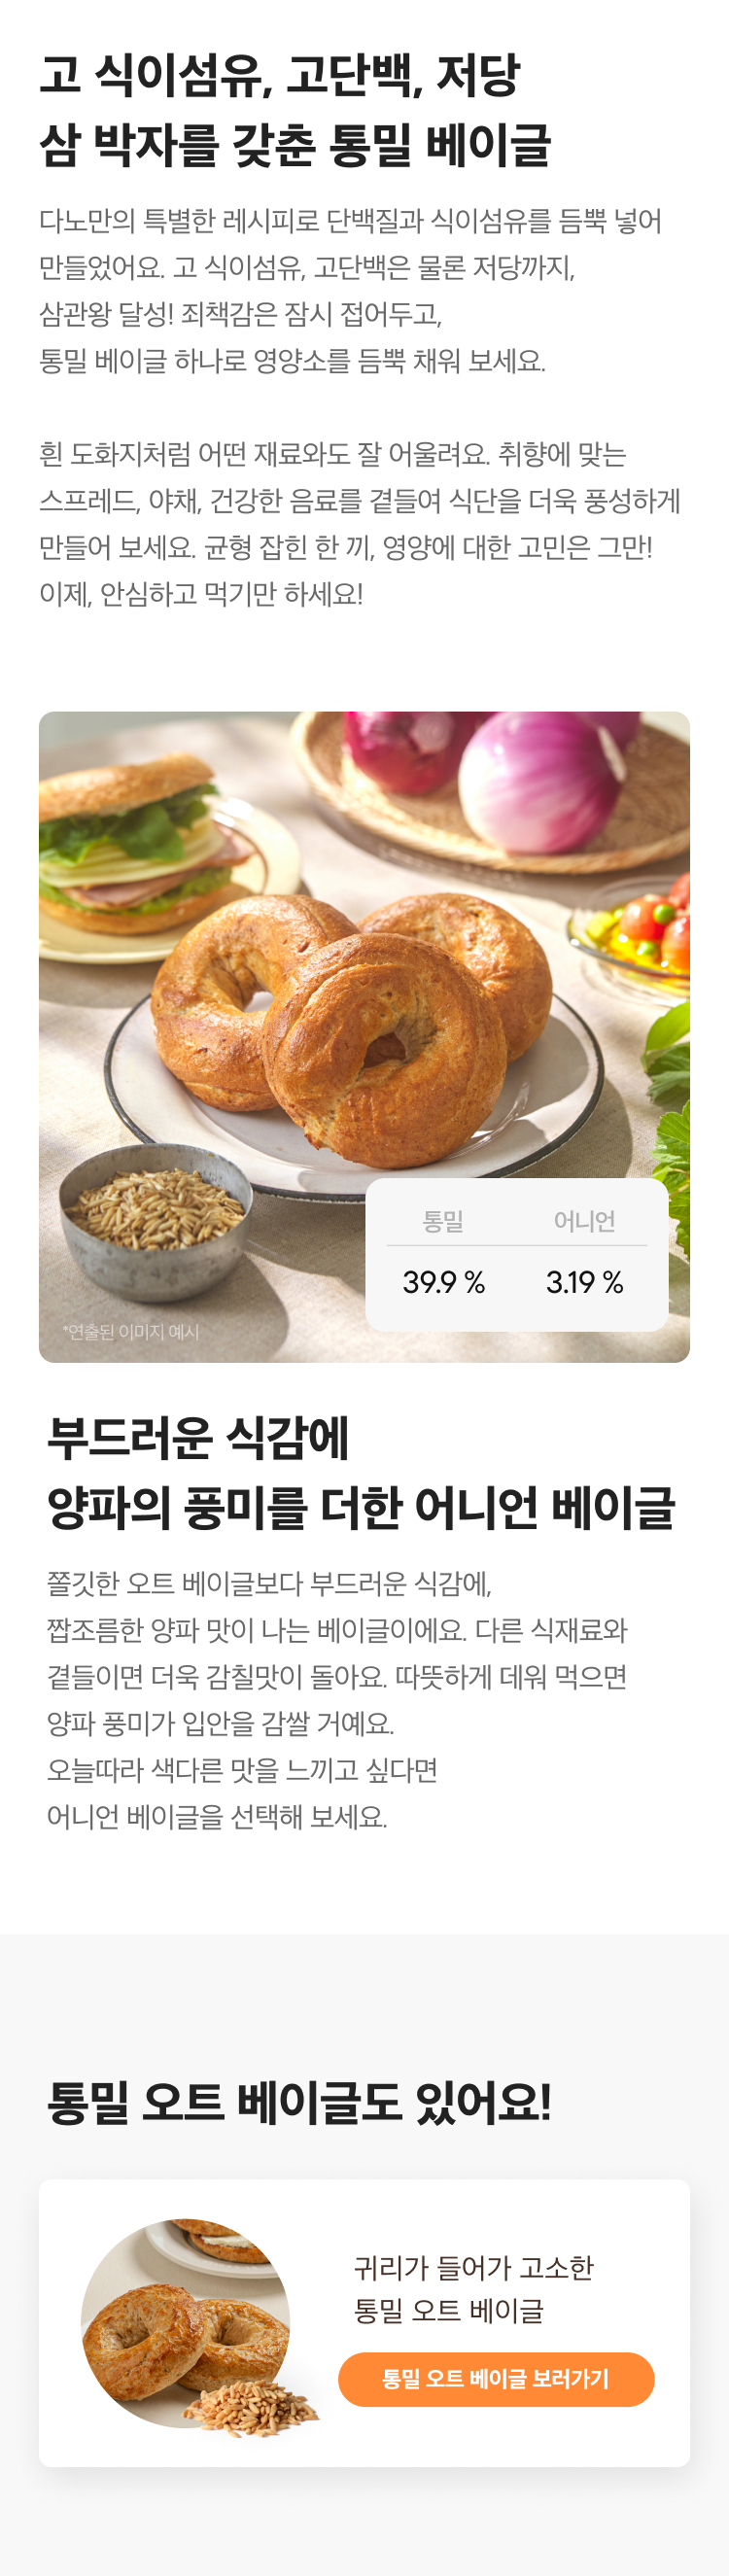 고 식이섬유, 고단백, 저당
삼 박자를 갖춘 통밀 베이글
다노만의 특별한 레시피로 단백질과 식이섬유를 듬뿍 넣어
만들었어요. 고 식이섬유, 고단백은 물론 저당까지,
삼관왕 달성! 죄책감은 잠시 접어두고,
통밀 베이글 하나로 영양소를 듬뿍 채워 보세요.
흰 도화지처럼 어떤 재료와도 잘 어울려요. 취향에 맞는
스프레드, 야채, 건강한 음료를 곁들여 식단을 더욱 풍성하게
만들어 보세요. 균형 잡힌 한 끼, 영양에 대한 고민은 그만!
이제, 안심하고 먹기만 하세요!
통밀 어니언
39.9 % 3.19 %
*연출된 이미지 예시
부드러운 식감에
양파의 풍미를 더한 어니언 베이글
쫄깃한 오트 베이글보다 부드러운 식감에,
짭조름한 양파 맛이 나는 베이글이에요. 다른 식재료와
곁들이면 더욱 감칠맛이 돌아요. 따뜻하게 데워 먹으면
양파 풍미가 입안을 감쌀 거예요.
오늘따라 색다른 맛을 느끼고 싶다면
어니언 베이글을 선택해 보세요.
통밀 오트 베이글도 있어요!
귀리가 들어가 고소한
통밀 오트 베이글
통밀 오트 베이글 보러가기